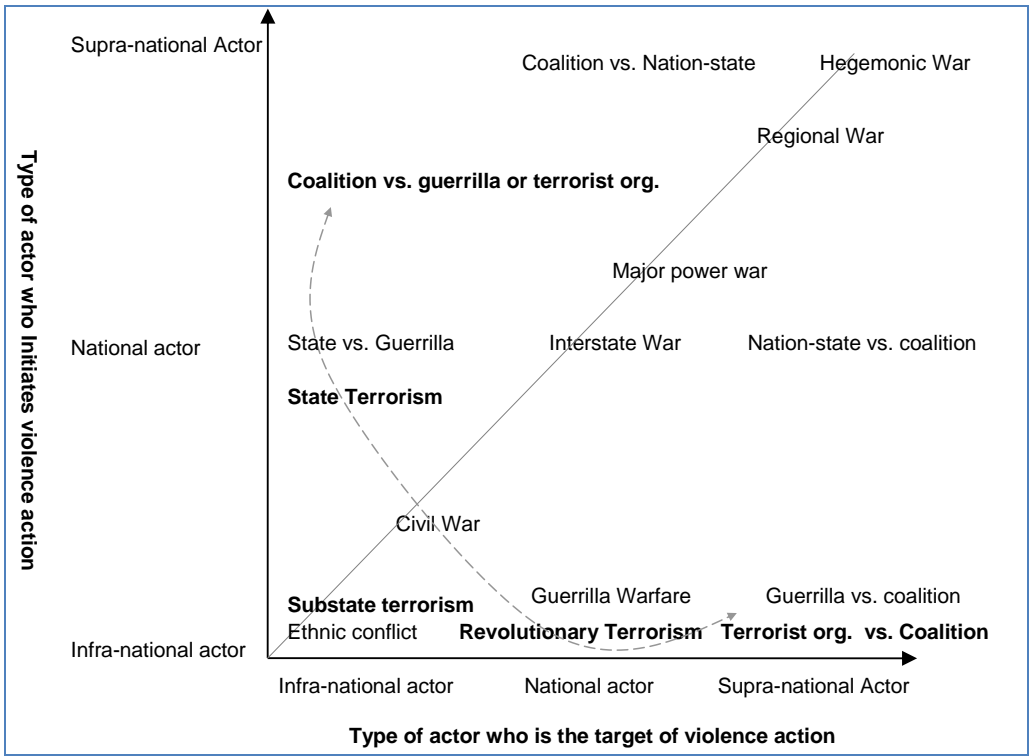 Supra-national Actor
Coalition vs. Nation-state
Hegemonic War
Regional War
Coalition vs. guerrilla or terrorist org.
Type of actor who Initiates violence action
Major power war
National actor
State vs. Guerrilla
Interstate War
Nation-state vs. coalition
State Terrorism
Civil War
Substate terrorism
Guerrilla Warfare
Guerrilla vs. coalition
Ethnic conflict
Revolutionary Terrorism
Terrorist org. vs. Coalition
Infra-national actor
Infra-national actor
National actor
Supra-national Actor
Type of actor who is the target of violence action